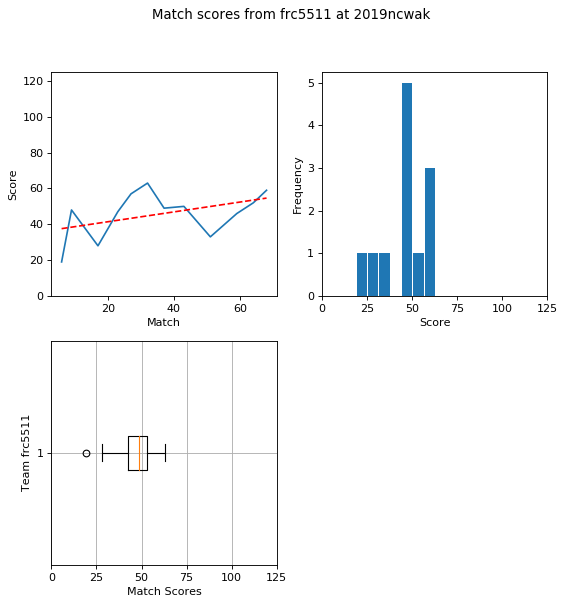 Match scores from frc5511 at 2019ncwak
120
100
80
60
40
20
0
Score
20 40 60
Match
5
4
3
2
1
0
Frequency
0 25 50 75 100 125
Score
Team frc5511
1
0 25 50 75 100 125
Match Scores